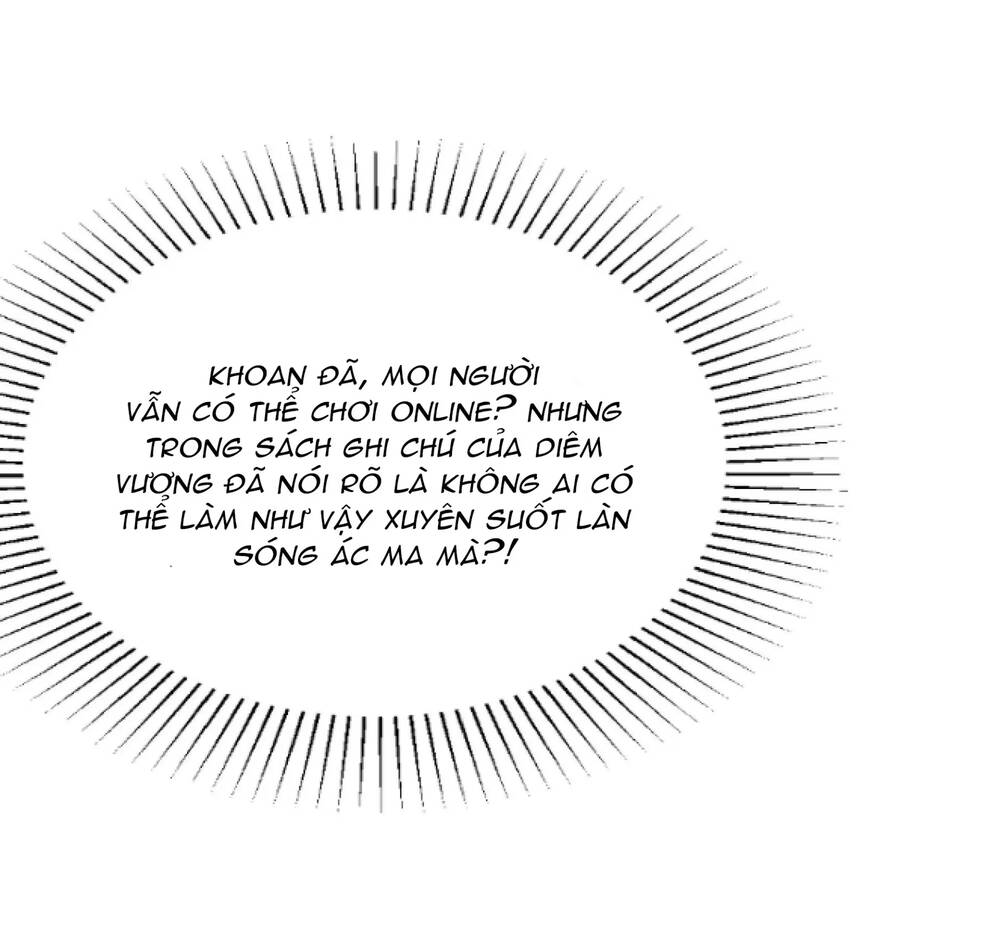 KHOAN ĐÃ, MỌI NGƯỜI
VẪN CÓ THỂ CHƠI ONLINE? NHƯNG
TRONG SÁCH GHI CHÚ CỦA DIÊM
VƯƠNG ĐÃ NÓI RÕ LÀ KHÔNG AI CÓ
THỂ LÀM NHƯ VẬY XUYÊN SUỐT LÀN
SÓNG ÁC MA MÀ?!